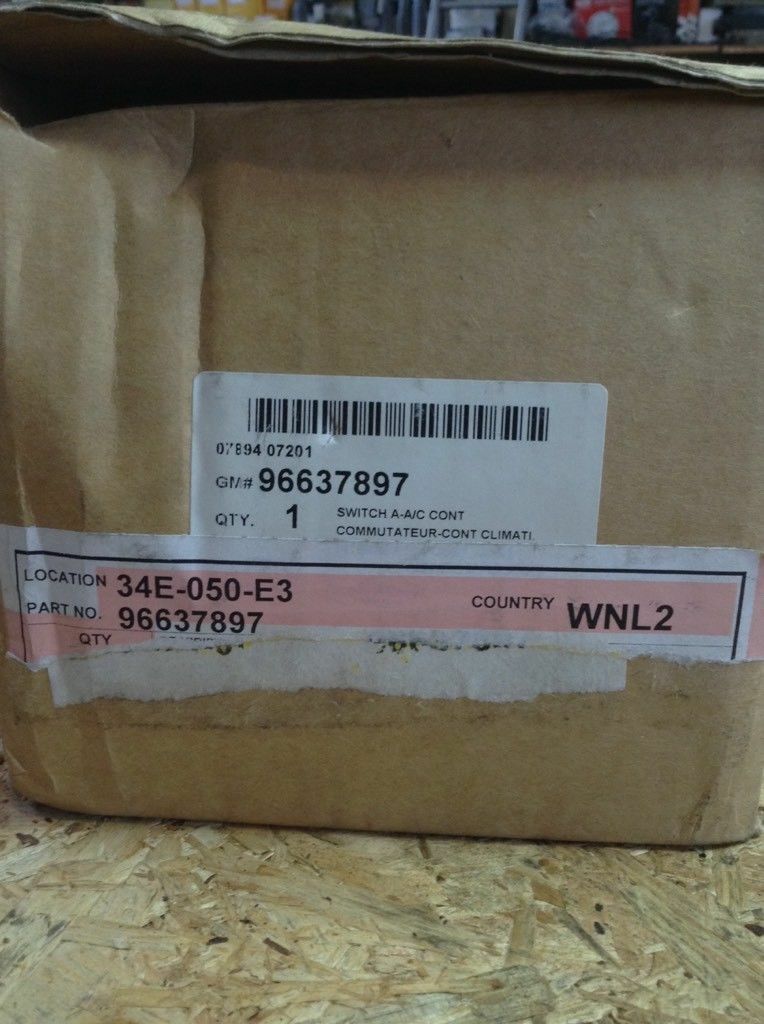 07894 07201
GM# 96637897
QTY. 1 SWITCH A-A/C CONT
COMMUTATEUR-CONT CLIMATI.
LOCATION 34E-050-E3
PART NO. 96637897
COUNTRY WNL2
QTY